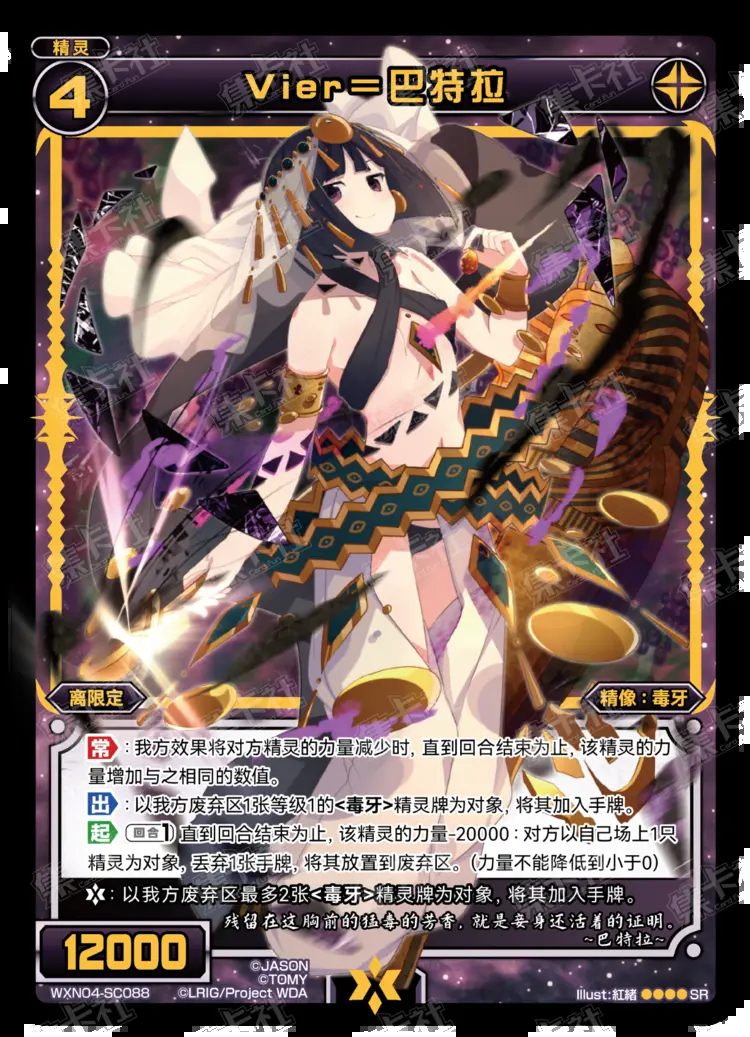 精灵
4
Vier=巴特拉
离限定
精像：毒牙
常：我方效果将对方精灵的力量减少时，直到回合结束为止，该精灵的力
量增加与之相同的数值。
出：以我方废弃区1张等级1的<毒牙>精灵牌为对象，将其加入手牌。
起 回合1 直到回合结束为止，该精灵的力量-20000：对方以自己场上1只
精灵为对象，丢弃1张手牌，将其放置到废弃区。（力量不能降低到小于0）
：以我方废弃区最多2张<毒牙>精灵牌为对象，将其加入手牌。
残留在这胸前的猛毒的芳香，就是妾身还活着的证明。
~巴特拉~
12000
©JASON
©TOMY
WXN04-SC088 ©LRIG/Project WDA
Illust:紅緒 SR
集卡社